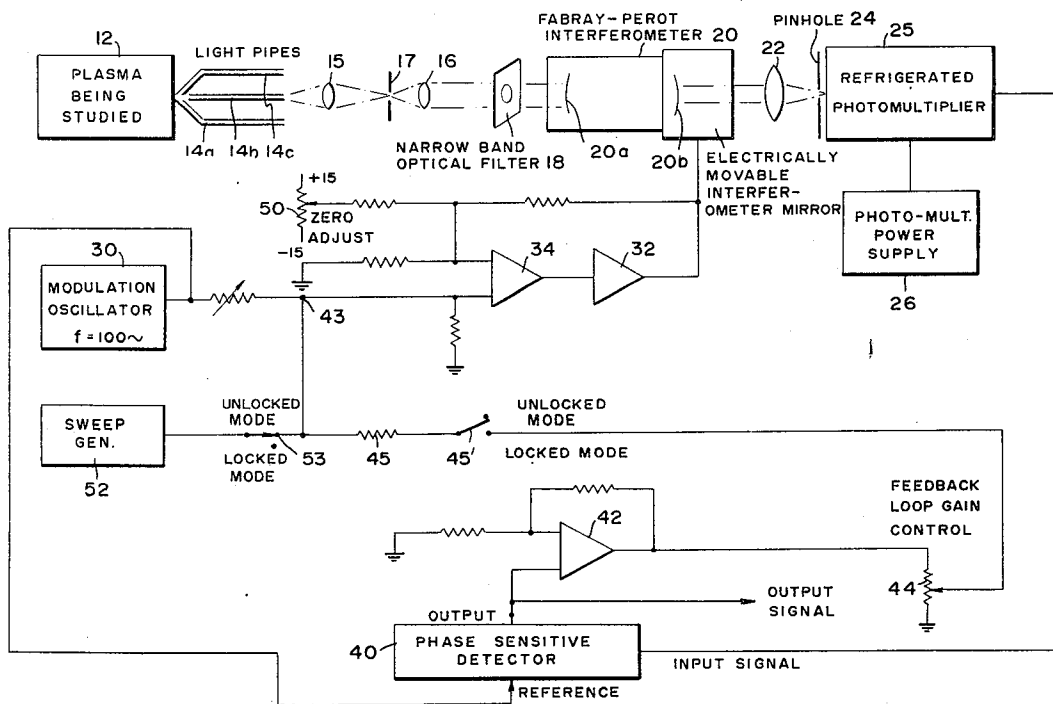 12
PLASMA
BEING
STUDIED
LIGHT PIPES
14a
14b
14c
15
17
16
NARROW BAND
OPTICAL FILTER 18
FABRAY-PEROT
INTERFEROMETER 20
20a
20b
ELECTRICALLY
MOVABLE
INTERFER-
OMETER MIRROR
22
PINHOLE 24
25
REFRIGERATED
PHOTOMULTIPLIER
PHOTO-MULT.
POWER
SUPPLY
26
+15
50
ZERO
ADJUST
-15
34
32
30
MODULATION
OSCILLATOR
f = 100~
43
SWEEP
GEN.
52
UNLOCKED
MODE
LOCKED
MODE
53
45
45'
UNLOCKED
MODE
LOCKED MODE
42
FEEDBACK
LOOP GAIN
CONTROL
44
OUTPUT
SIGNAL
OUTPUT
40
PHASE SENSITIVE
DETECTOR
INPUT SIGNAL
REFERENCE